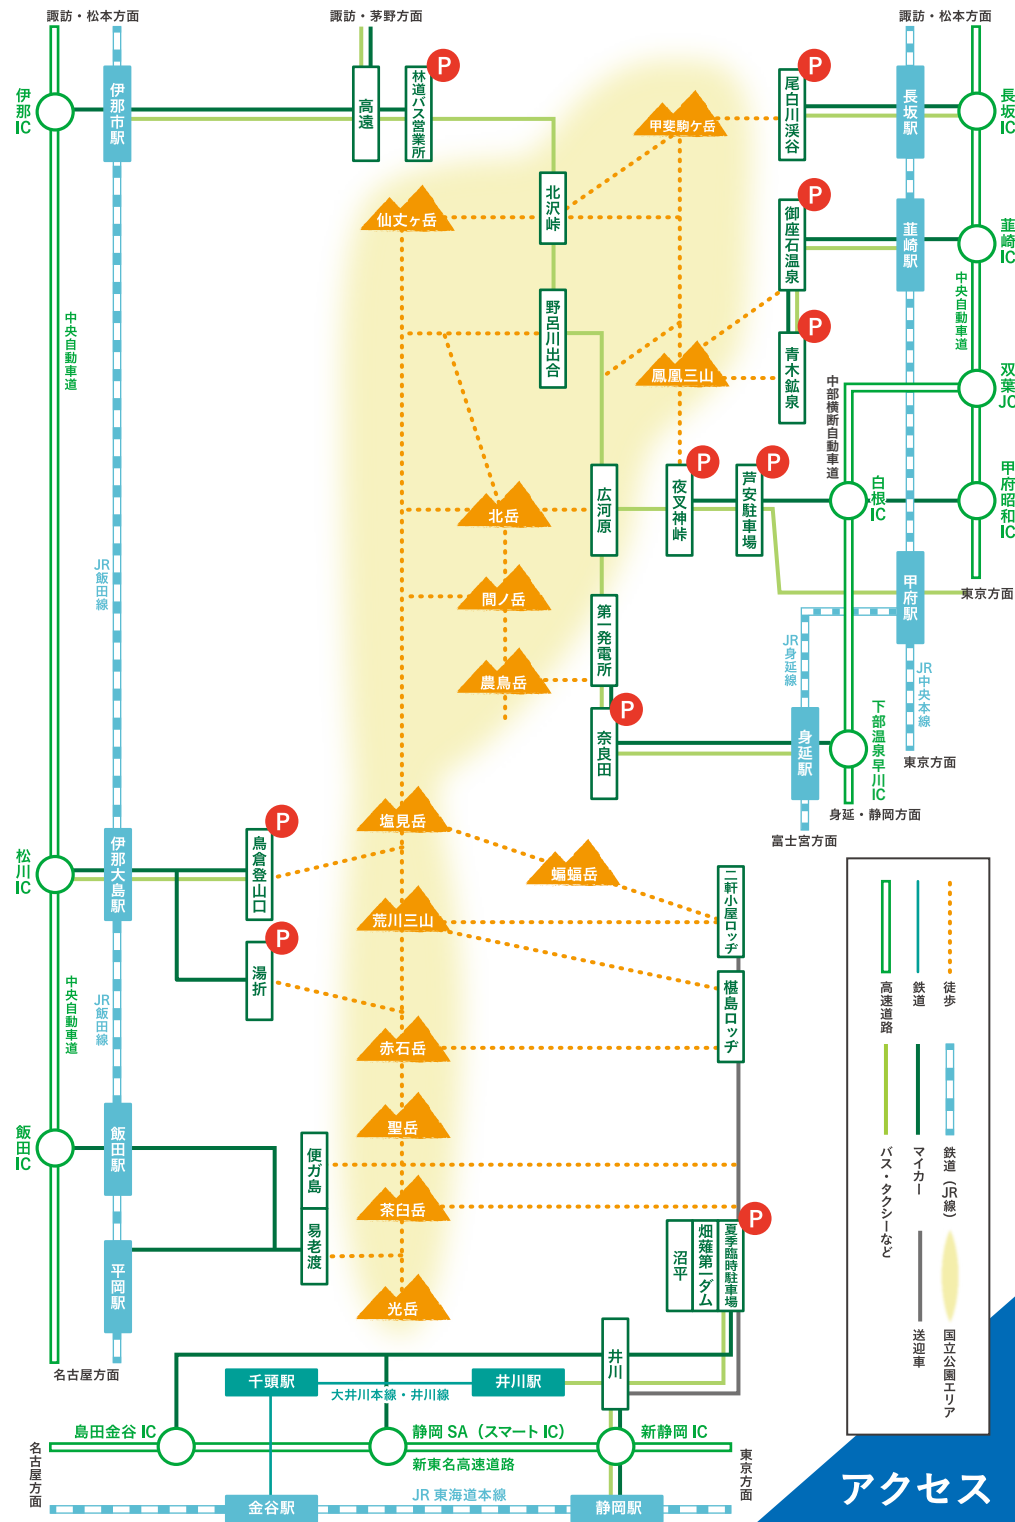 諏訪・松本方面
諏訪・茅野方面
諏訪・松本方面
伊那IC
伊那市駅
高遠
林道バス営業所
P
甲斐駒ケ岳
尾白川渓谷
P
長坂駅
長坂IC
仙丈ヶ岳
北沢峠
御座石温泉
P
韮崎駅
韮崎IC
中央自動車道
中央自動車道
野呂川出合
鳳凰三山
青木鉱泉
P
中部横断自動車道
双葉JC
北岳
広河原
夜叉神峠
P
芦安駐車場
P
白根IC
甲府昭和IC
JR飯田線
間ノ岳
第一発電所
甲府駅
東京方面
JR身延線
JR中央本線
農鳥岳
奈良田
P
身延駅
下部温泉早川IC
東京方面
身延・静岡方面
富士宮方面
塩見岳
松川IC
伊那大島駅
鳥倉登山口
P
蝙蝠岳
二軒小屋ロッヂ
荒川三山
湯折
P
椹島ロッヂ
中央自動車道
JR飯田線
赤石岳
聖岳
飯田IC
飯田駅
便ガ島
茶臼岳
易老渡
平岡駅
光岳
沼平
畑薙第一ダム
夏季臨時駐車場
P
名古屋方面
井川
千頭駅
大井川本線・井川線
井川駅
島田金谷 IC
静岡 SA（スマート IC）
新静岡 IC
新東名高速道路
名古屋方面
東京方面
JR 東海道本線
金谷駅
静岡駅
高速道路
鉄道
徒歩
バス・タクシーなど
マイカー
鉄道（JR線）
送迎車
国立公園エリア
アクセス